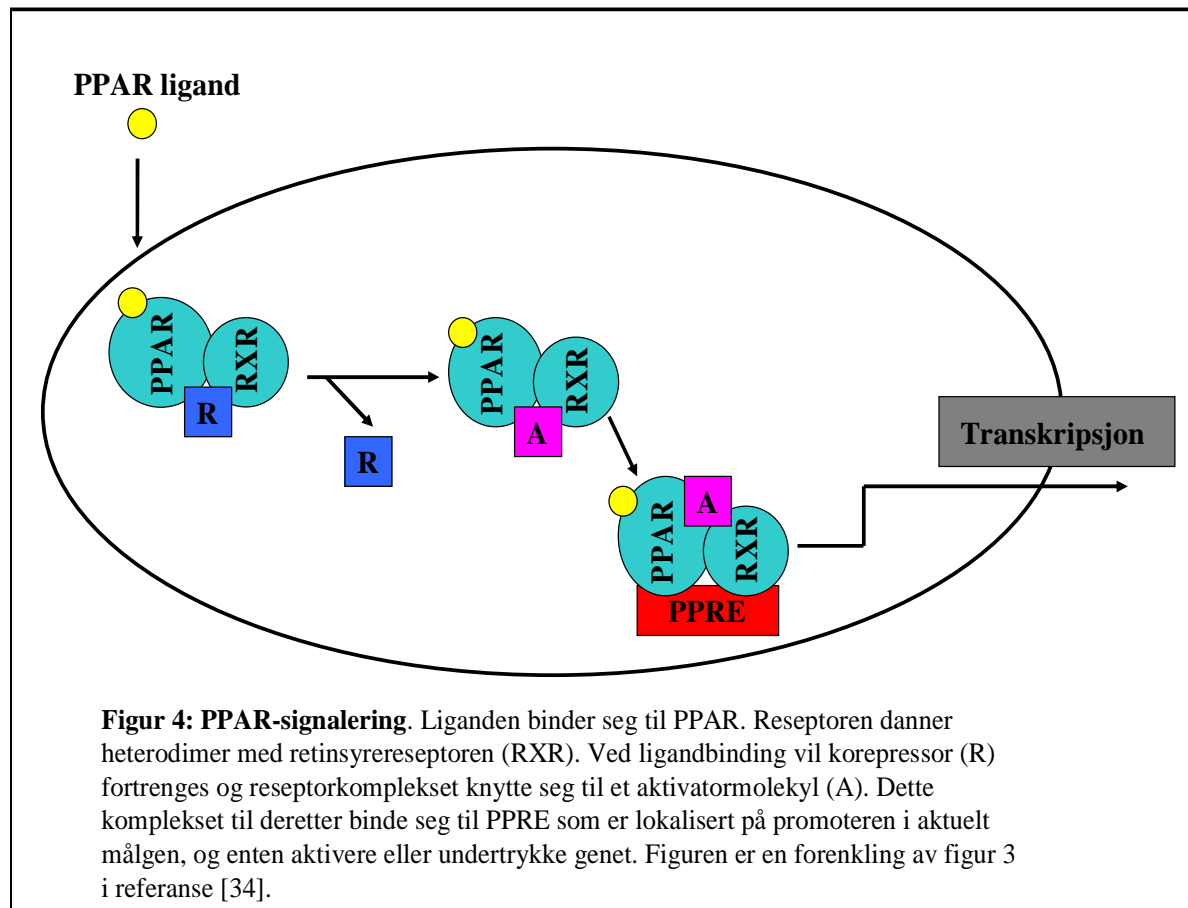 PPAR ligand
PPAR
RXR
R
R
PPAR
RXR
A
PPAR
A
RXR
PPRE
Transkripsjon
Figur 4: PPAR-signalering. Liganden binder seg til PPAR. Reseptoren danner
heterodimer med retinsyrereseptoren (RXR). Ved ligandbinding vil korepressor (R)
fortrenges og reseptorkomplekset knytte seg til et aktivatormolekyl (A). Dette
komplekset til deretter binde seg til PPRE som er lokalisert på promoteren i aktuelt
målgen, og enten aktivere eller undertrykke genet. Figuren er en forenkling av figur 3
i referanse [34].